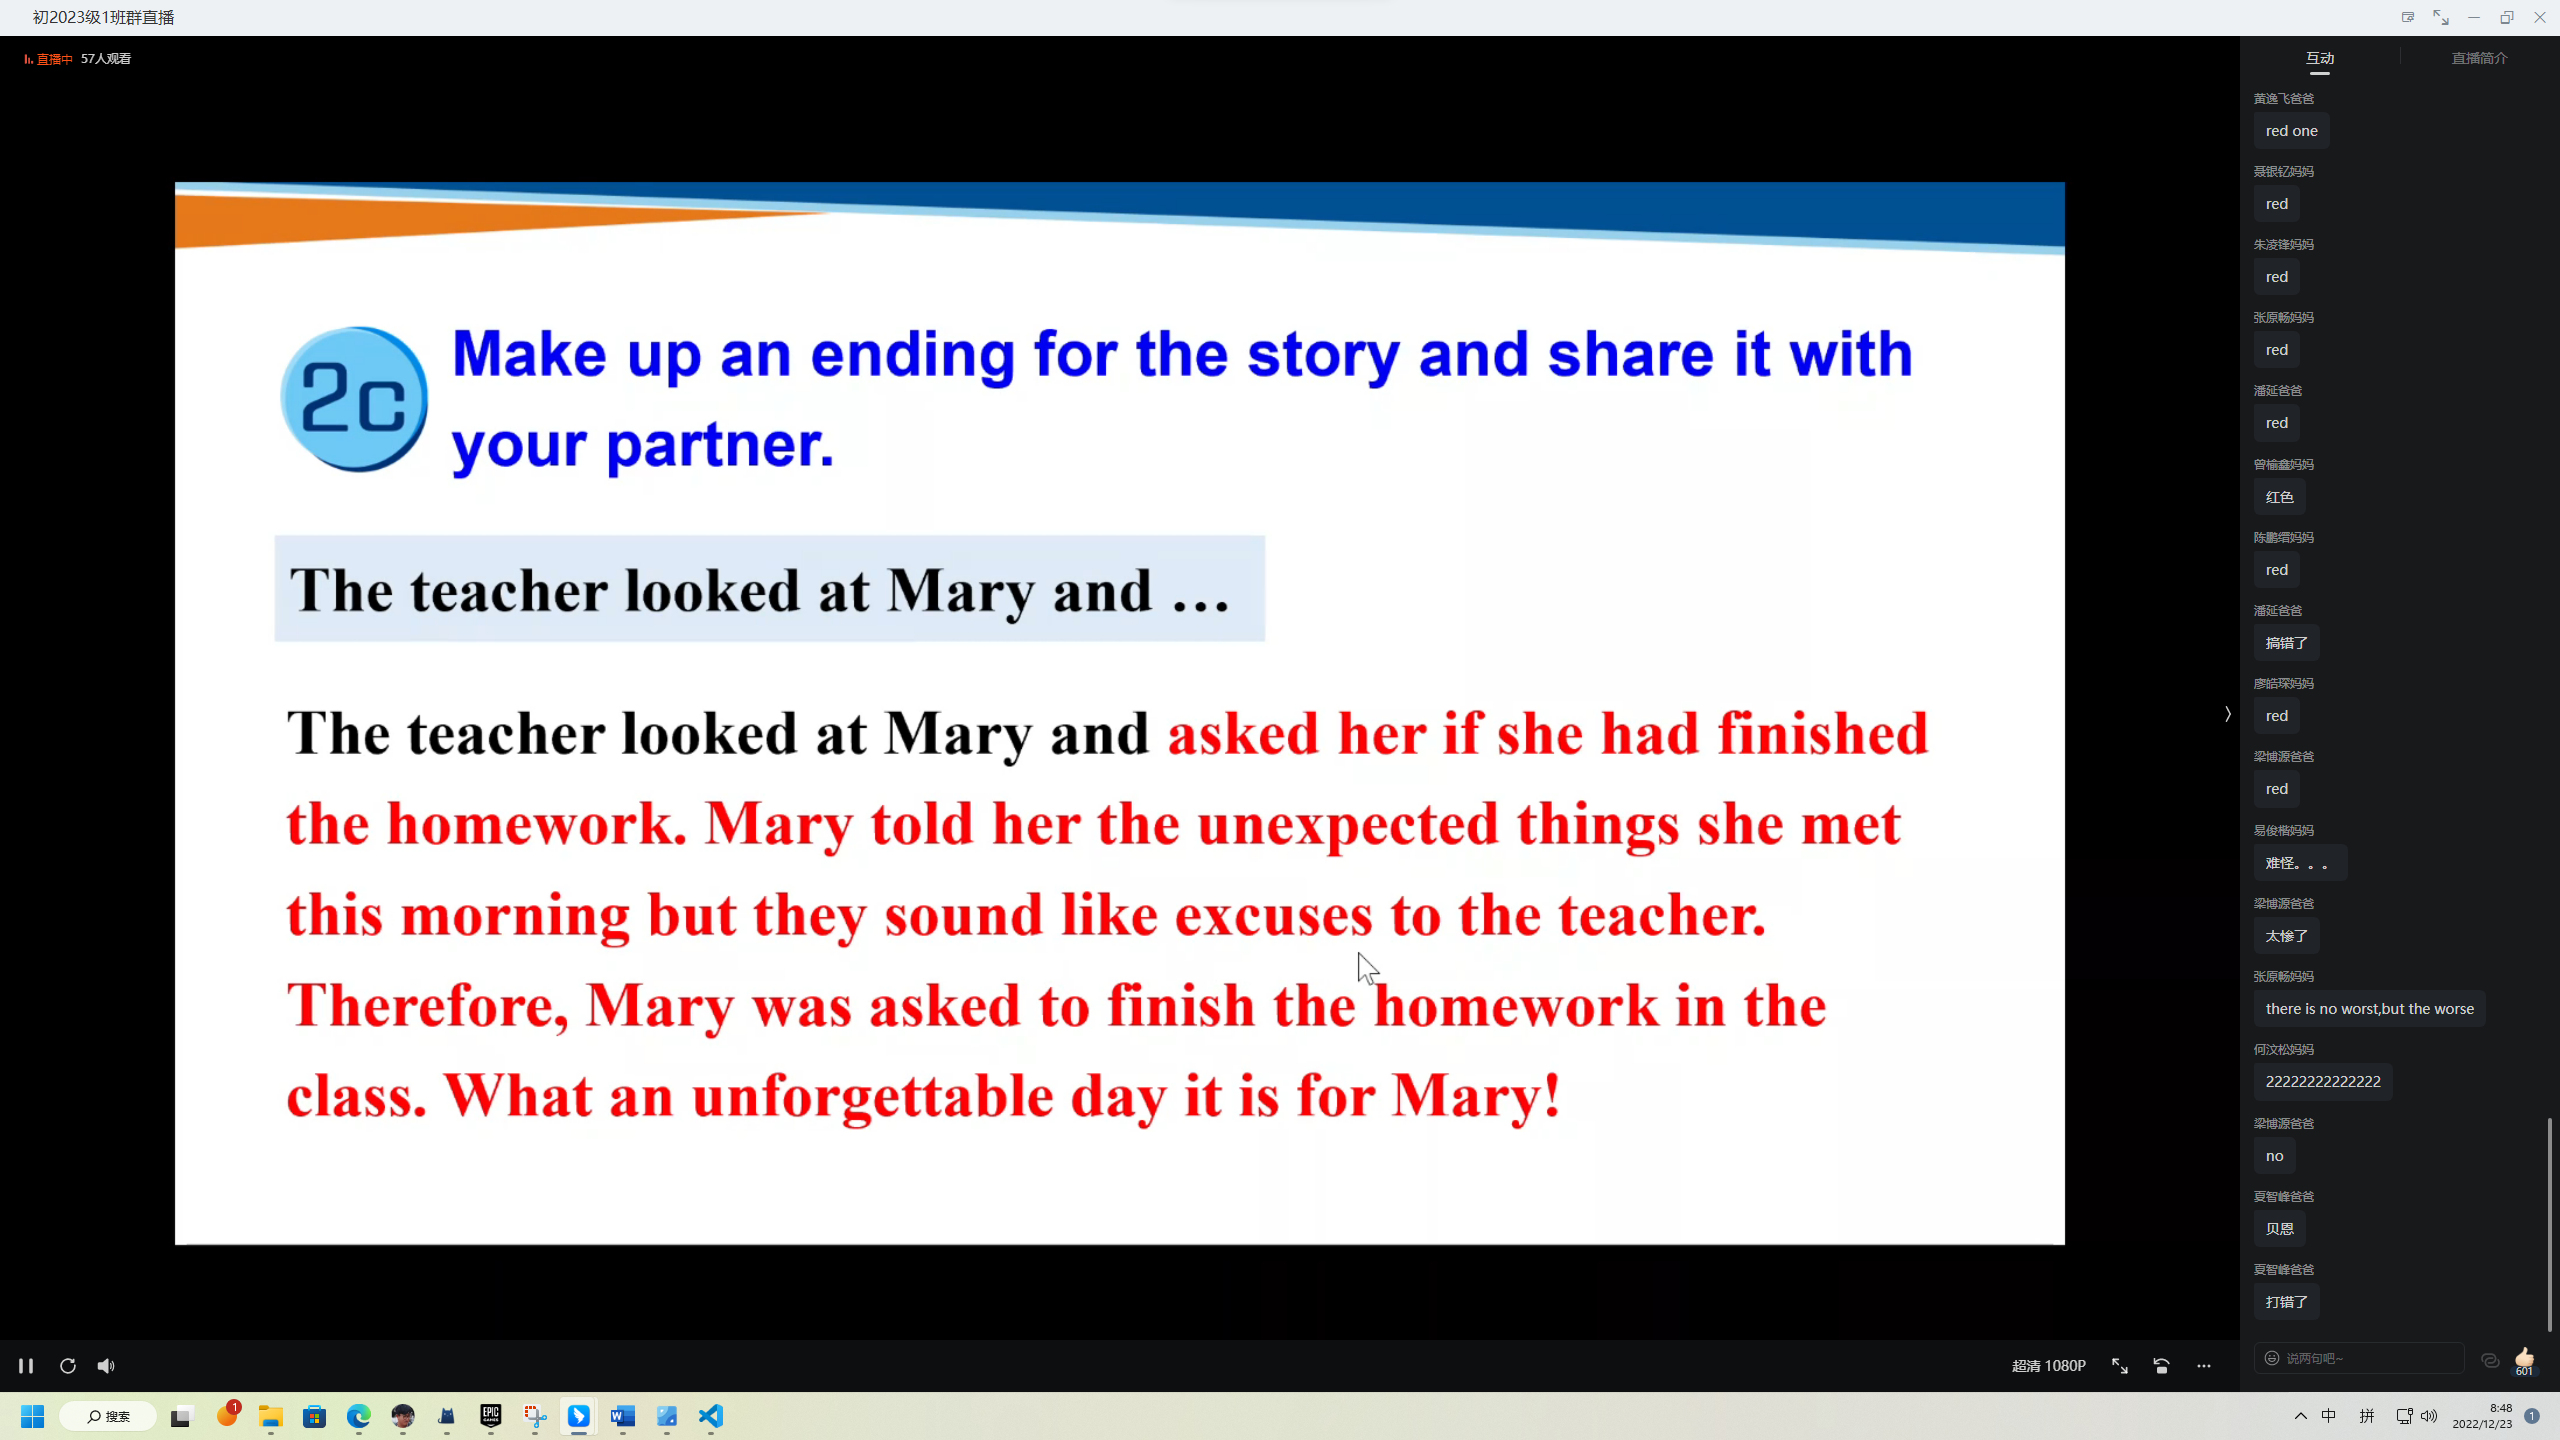 初2023级1班群直播
直播中 57人观看
互动
直播简介
2c
Make up an ending for the story and share it with
your partner.
The teacher looked at Mary and …
The teacher looked at Mary and asked her if she had finished
the homework. Mary told her the unexpected things she met
this morning but they sound like excuses to the teacher.
Therefore, Mary was asked to finish the homework in the
class. What an unforgettable day it is for Mary!
黄逸飞爸爸
red one
聂银钇妈妈
red
朱凌锋妈妈
red
张原畅妈妈
red
潘延爸爸
red
曾榆鑫妈妈
红色
陈鹏缙妈妈
red
潘延爸爸
搞错了
廖皓琛妈妈
red
梁博源爸爸
red
易俊楷妈妈
难怪。。。
梁博源爸爸
太惨了
张原畅妈妈
there is no worst,but the worse
何汶松妈妈
22222222222222
梁博源爸爸
no
夏智峰爸爸
贝恩
夏智峰爸爸
打错了
超清 1080P
说两句吧~
601
搜索
1
EPIC
GAMES
中
拼
8:48
2022/12/23
1